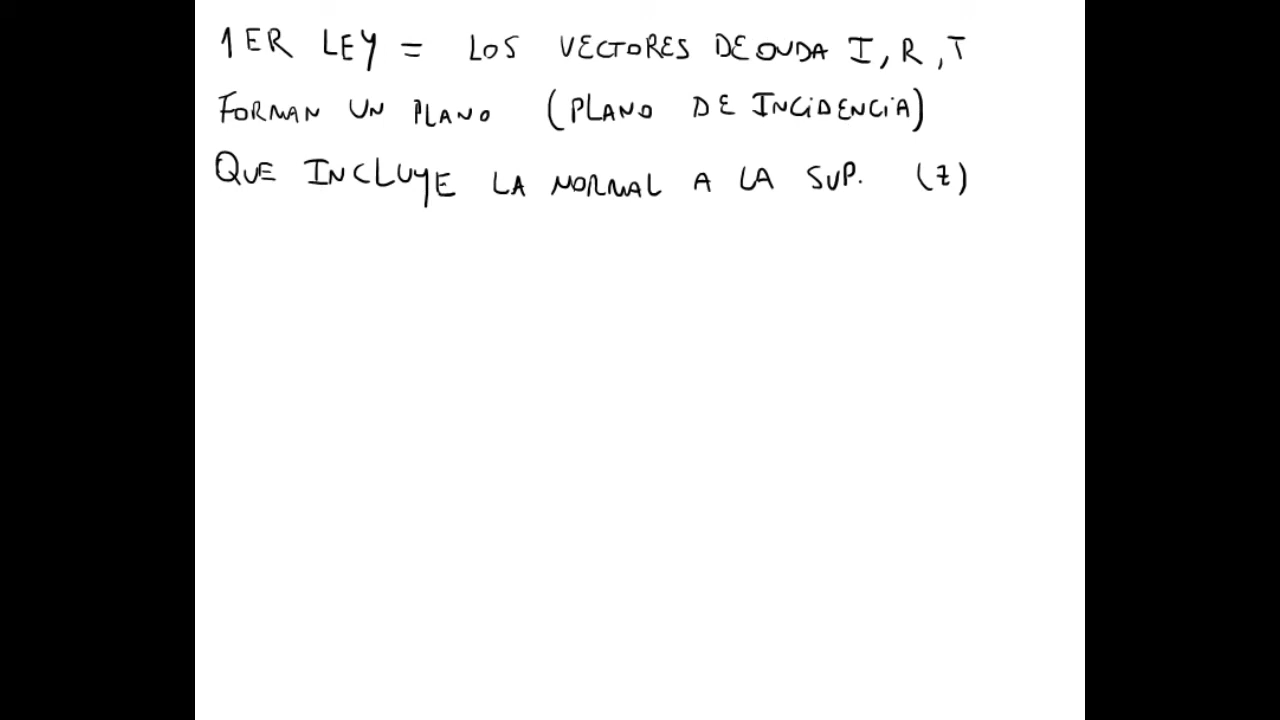 1ER LEY = LOS VECTORES DE ONDA I, R, T
FORMAN UN PLANO (PLANO DE INCIDENCIA)
QUE INCLUYE LA NORMAL A LA SUP. (z)